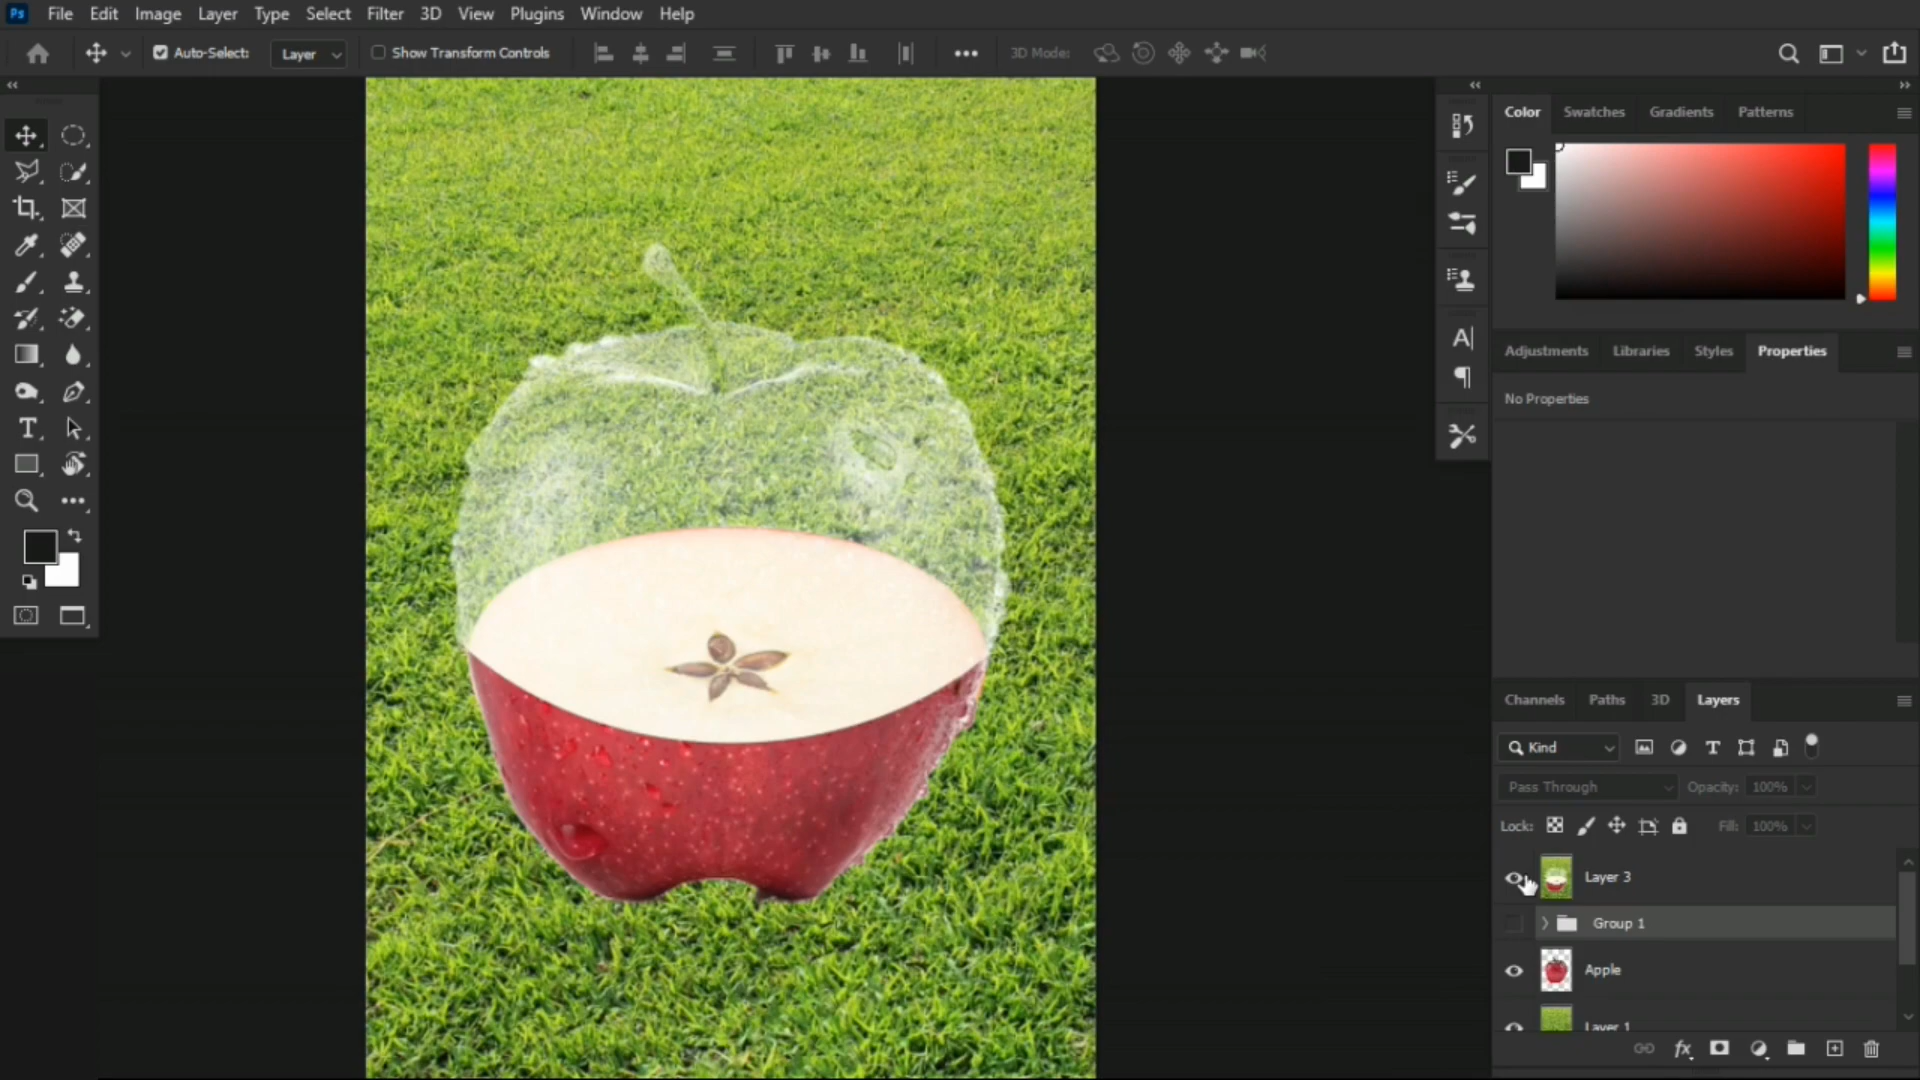 Ps File Edit Image Layer Type Select Filter 3D View Plugins Window Help
Auto-Select: Layer Show Transform Controls 3D Mode:
Color Swatches Gradients Patterns
Adjustments Libraries Styles Properties
No Properties
Channels Paths 3D Layers
Kind
Pass Through Opacity: 100%
Lock: Fill: 100%
Layer 3
Group 1
Apple
Layer 1